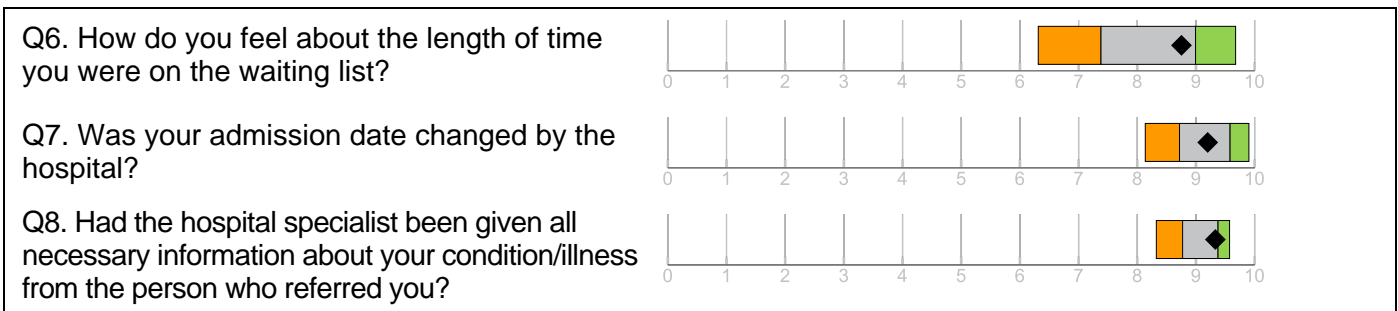 Q6. How do you feel about the length of time
you were on the waiting list?
0 1 2 3 4 5 6 7 8 9 10
Q7. Was your admission date changed by the
hospital?
0 1 2 3 4 5 6 7 8 9 10
Q8. Had the hospital specialist been given all
necessary information about your condition/illness
from the person who referred you?
0 1 2 3 4 5 6 7 8 9 10